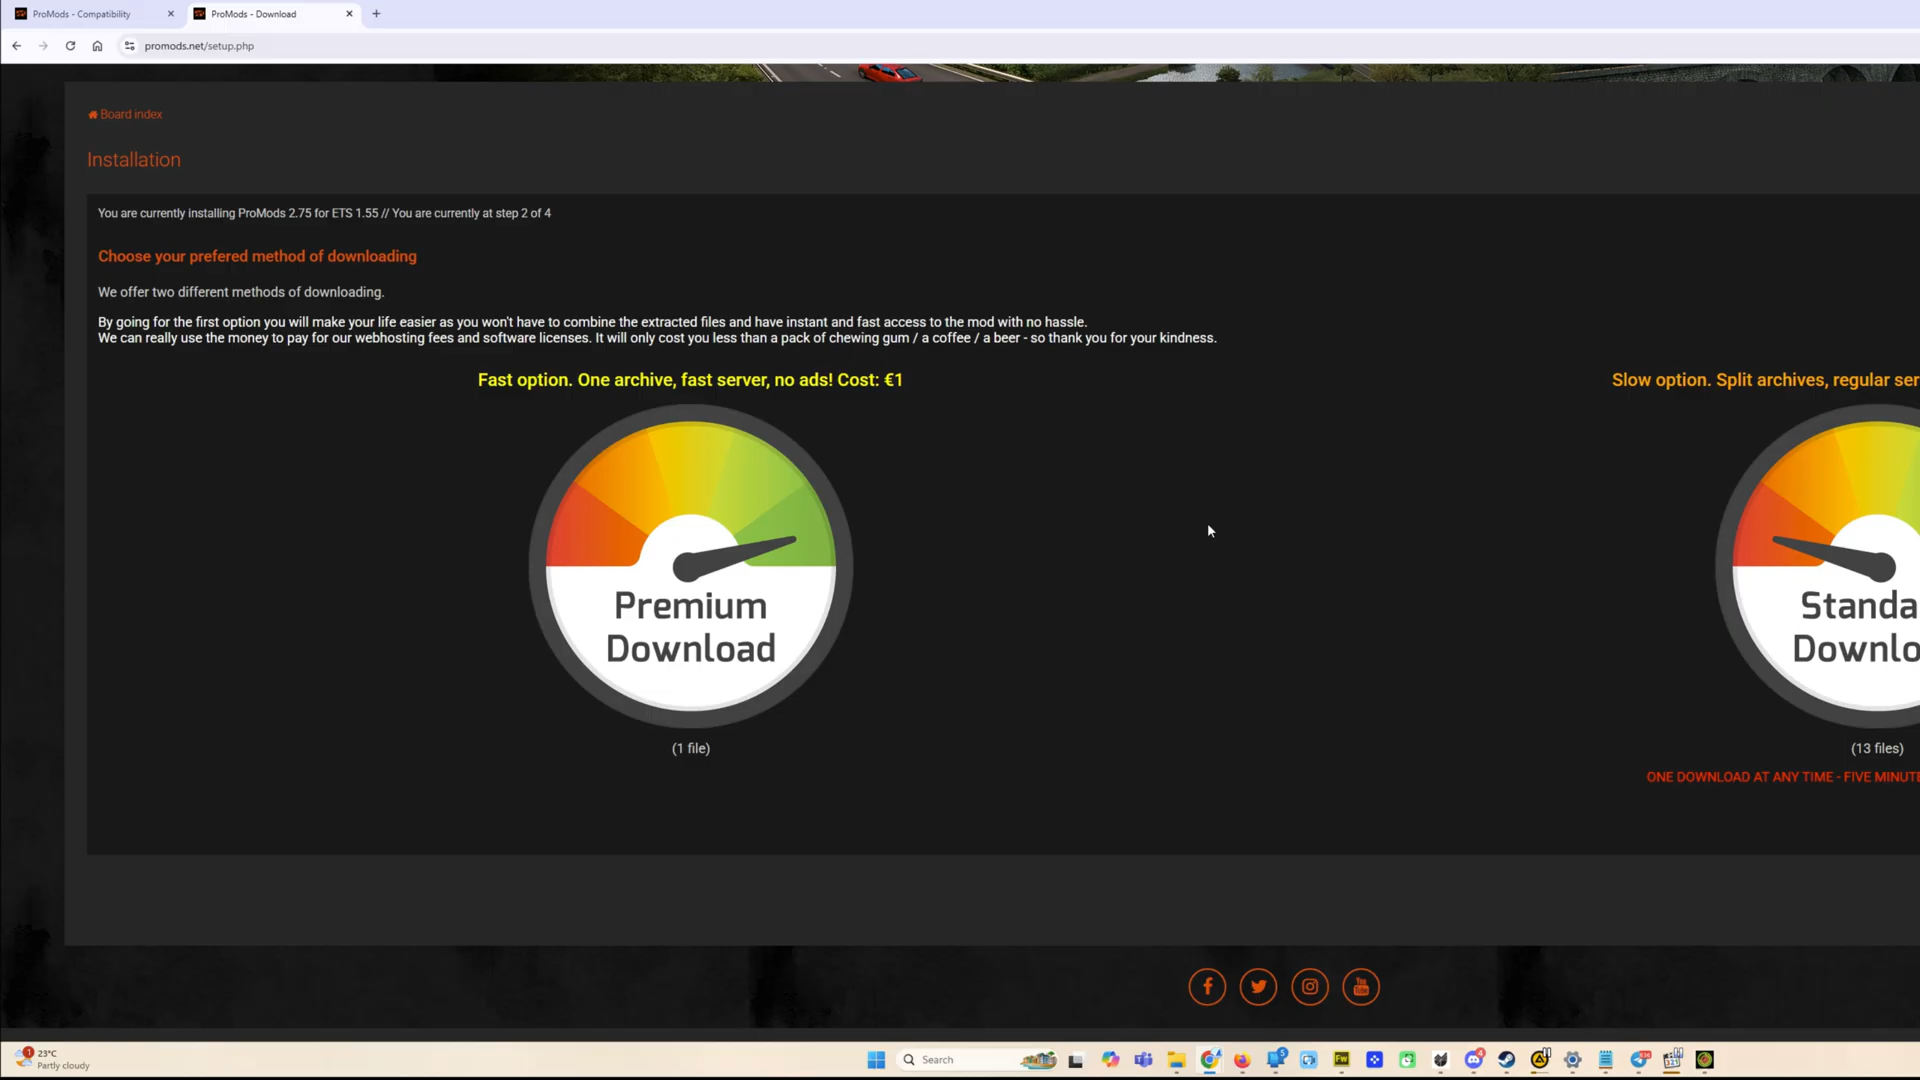 ProMods - Compatibility
ProMods - Download
promods.net/setup.php
Board index
Installation
You are currently installing ProMods 2.75 for ETS 1.55 // You are currently at step 2 of 4
Choose your prefered method of downloading
We offer two different methods of downloading.
By going for the first option you will make your life easier as you won't have to combine the extracted files and have instant and fast access to the mod with no hassle.
We can really use the money to pay for our webhosting fees and software licenses. It will only cost you less than a pack of chewing gum / a coffee / a beer - so thank you for your kindness.
Fast option. One archive, fast server, no ads! Cost: €1
Slow option. Split archives, regular ser
Premium
Download
Standa
Downlo
(1 file)
(13 files)
ONE DOWNLOAD AT ANY TIME - FIVE MINUTE
You
Tube
1
23°C
Partly cloudy
Search
5
Fw
4